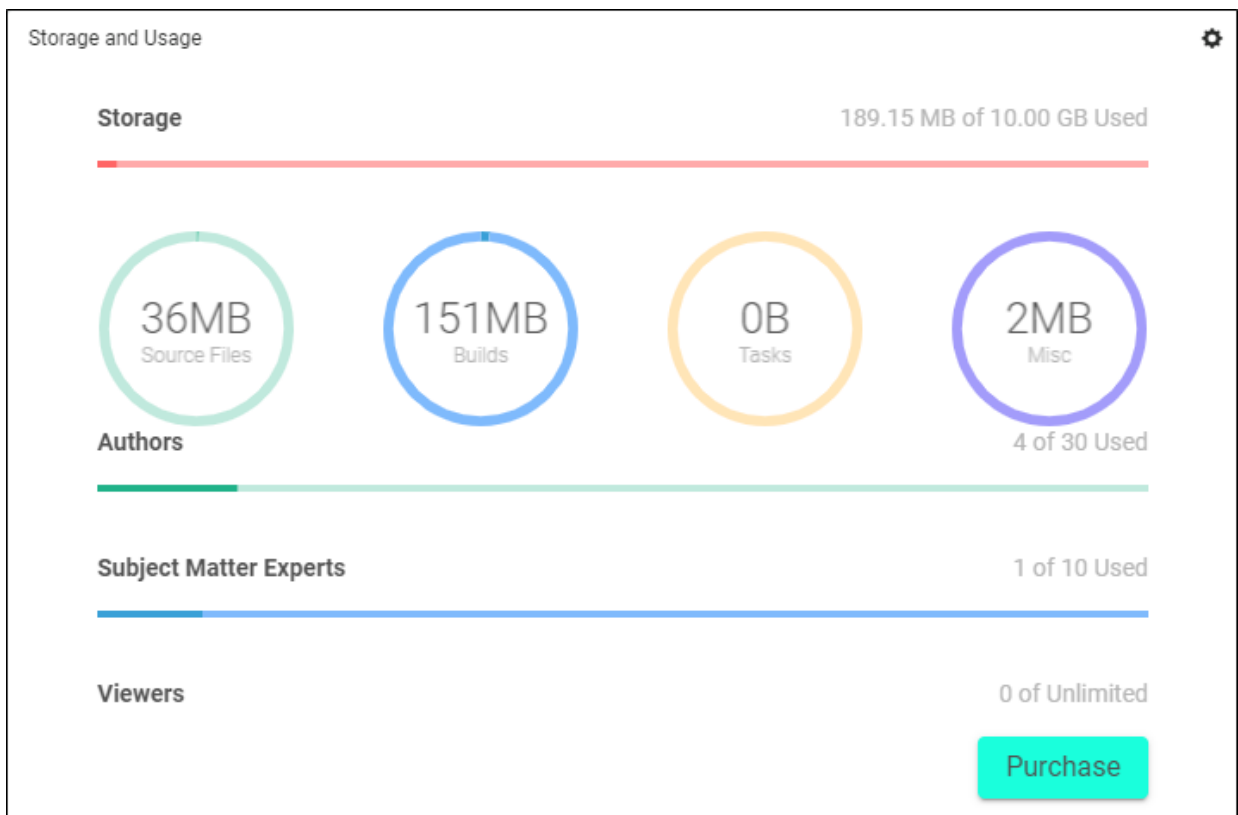 Storage and Usage
Storage 189.15 MB of 10.00 GB Used
36MB 151MB 0B 2MB
Source Files Builds Tasks Misc
Authors 4 of 30 Used
Subject Matter Experts 1 of 10 Used
Viewers 0 of Unlimited
Purchase